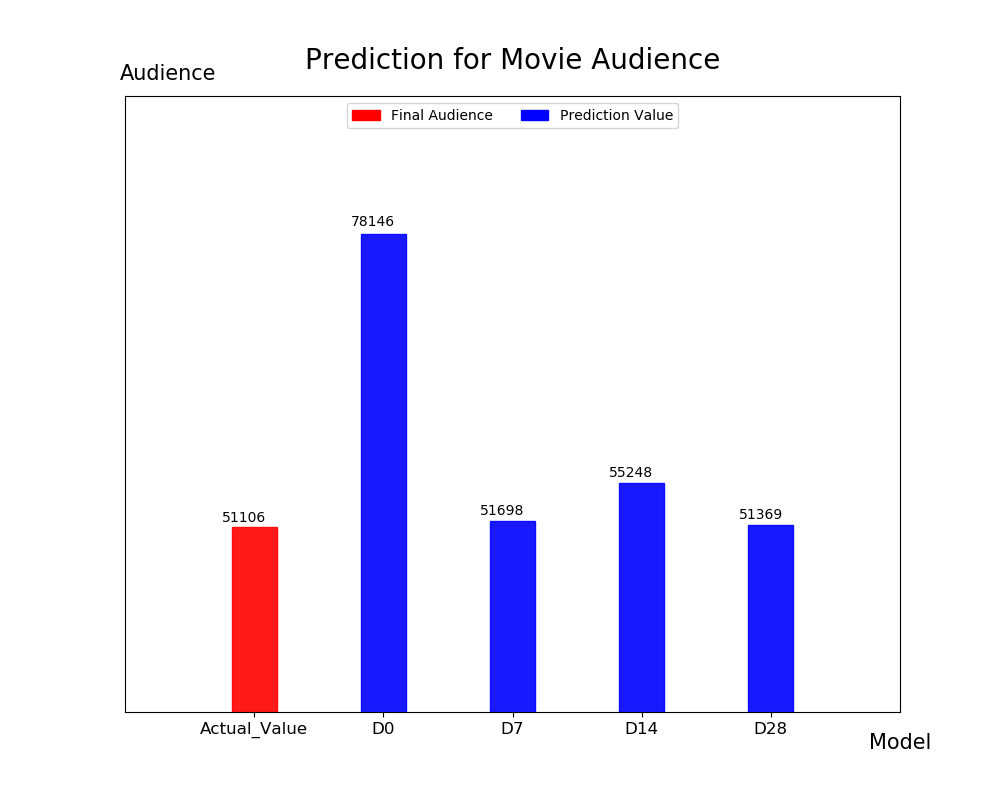 Prediction for Movie Audience
Audience
Final Audience Prediction Value
78146
55248
51698
51369
51106
Actual_Value D0 D7 D14 D28
Model